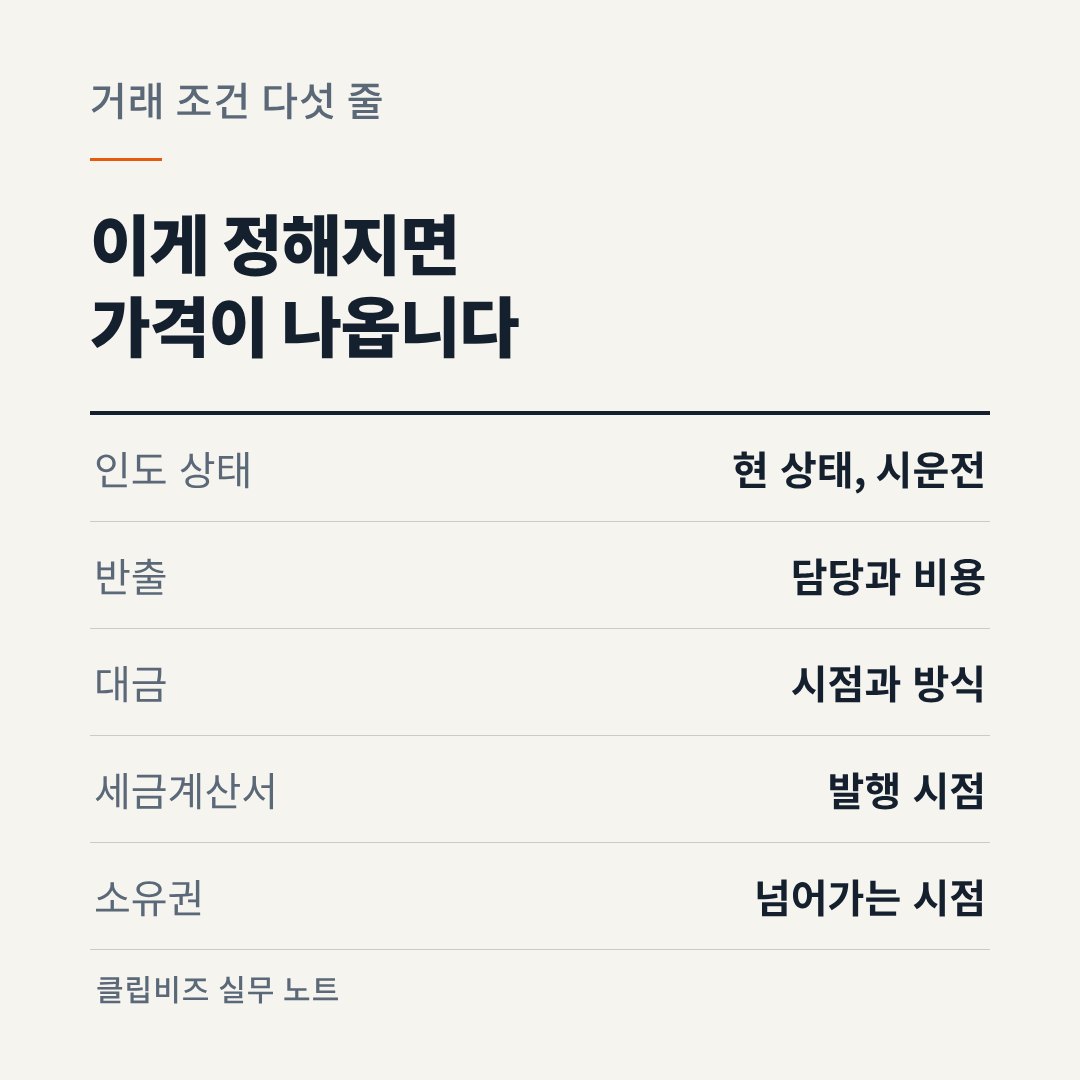 거래 조건 다섯 줄
이게 정해지면
가격이 나옵니다
인도 상태 현 상태, 시운전
반출 담당과 비용
대금 시점과 방식
세금계산서 발행 시점
소유권 넘어가는 시점
클립비즈 실무 노트